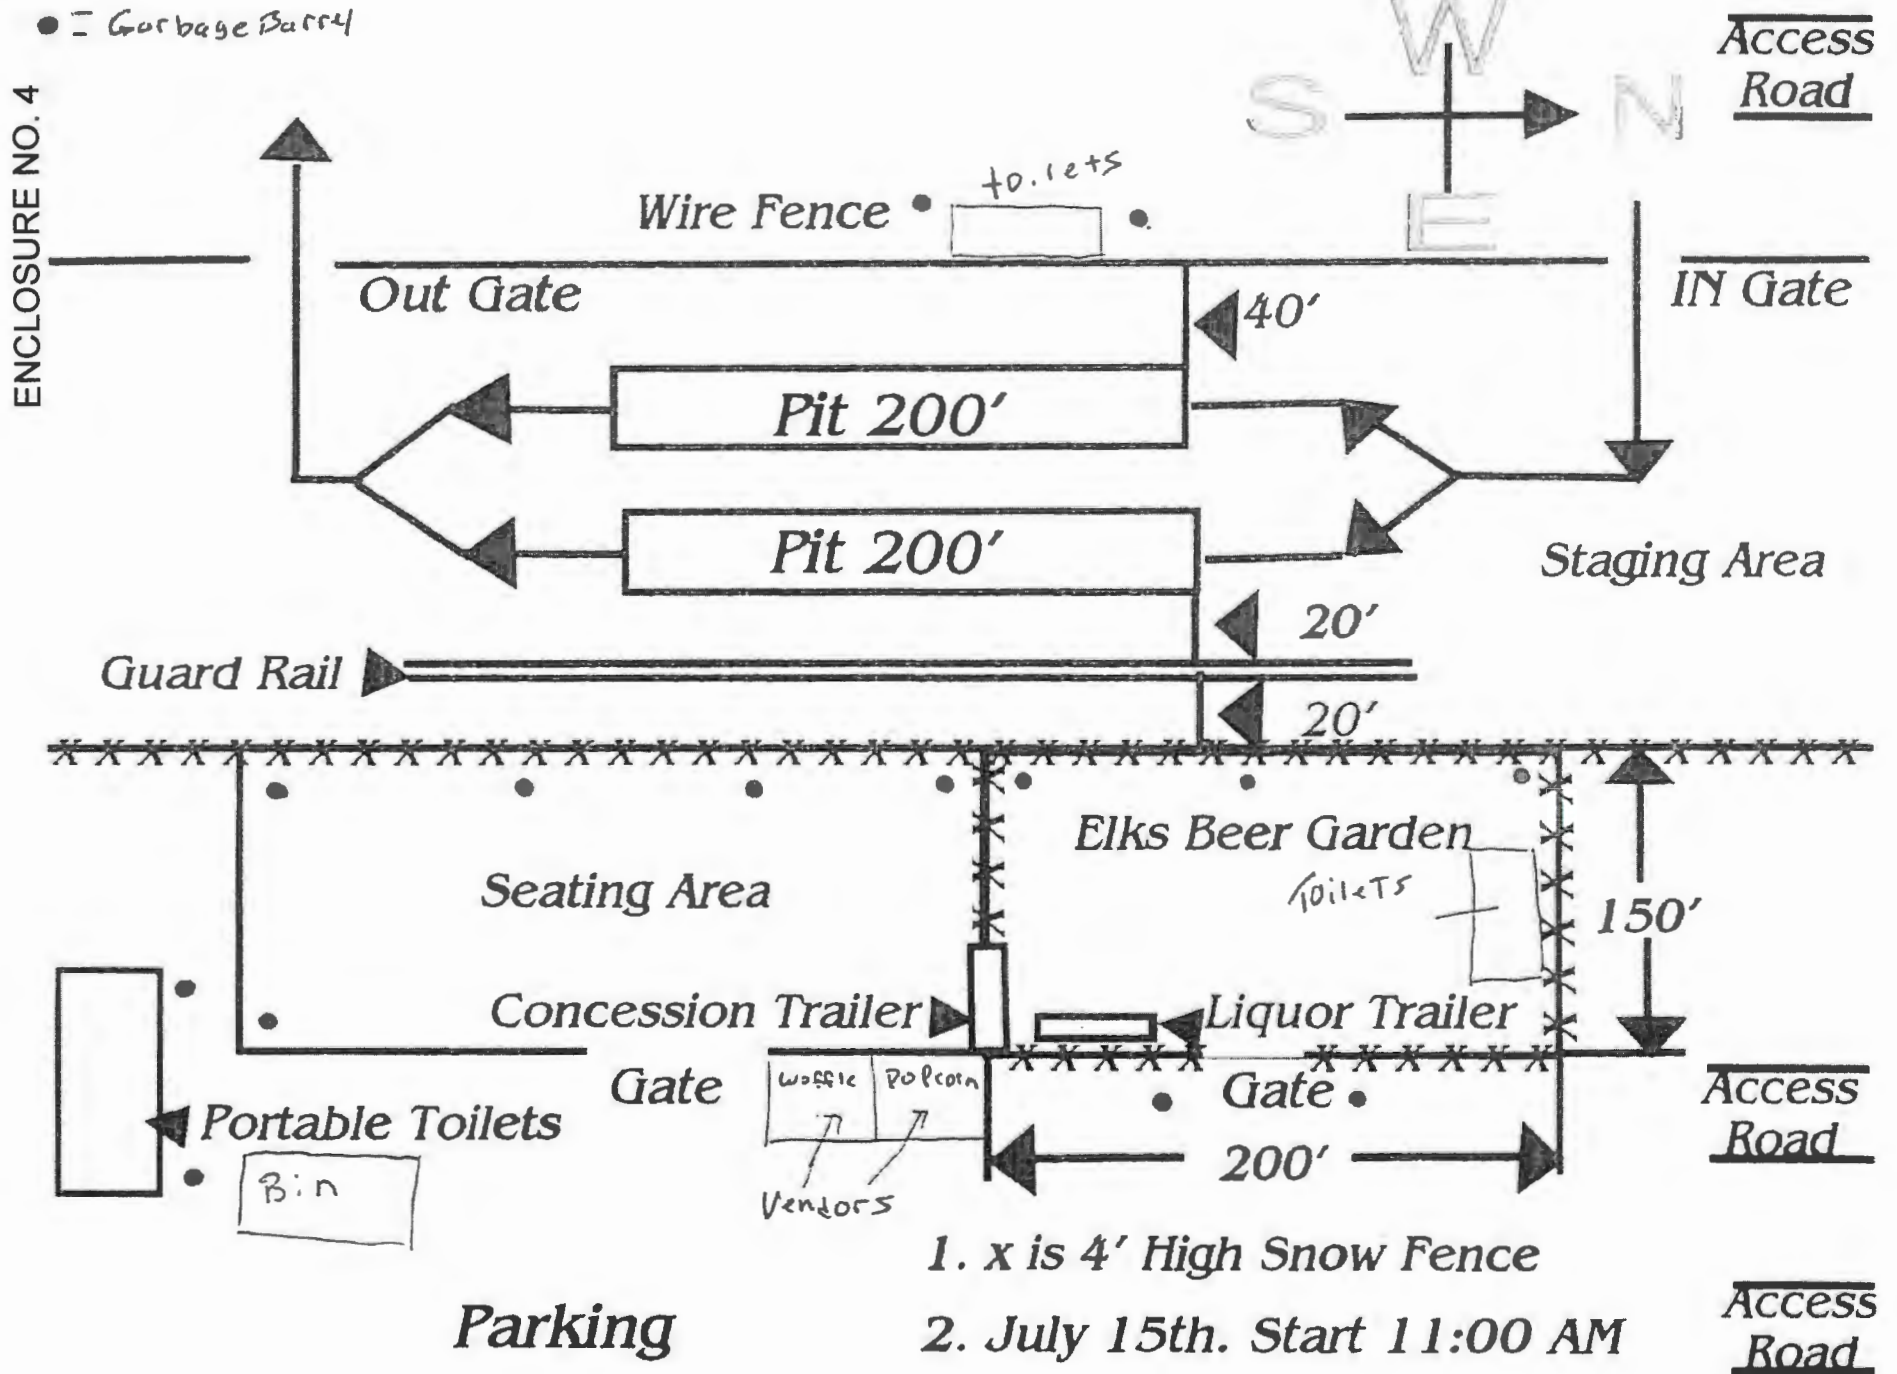 ● = Garbage Barrel
ENCLOSURE NO. 4
W
S
N
E
Access
Road
toilets
Wire Fence
Out Gate
40'
IN Gate
Pit 200'
Pit 200'
Staging Area
20'
Guard Rail
20'
Elks Beer Garden
Toilets
Seating Area
150'
Concession Trailer
Liquor Trailer
Gate
waffle
Popcorn
Gate
Access
Road
Portable Toilets
200'
Bin
Vendors
1. x is 4' High Snow Fence
Parking
2. July 15th. Start 11:00 AM
Access
Road